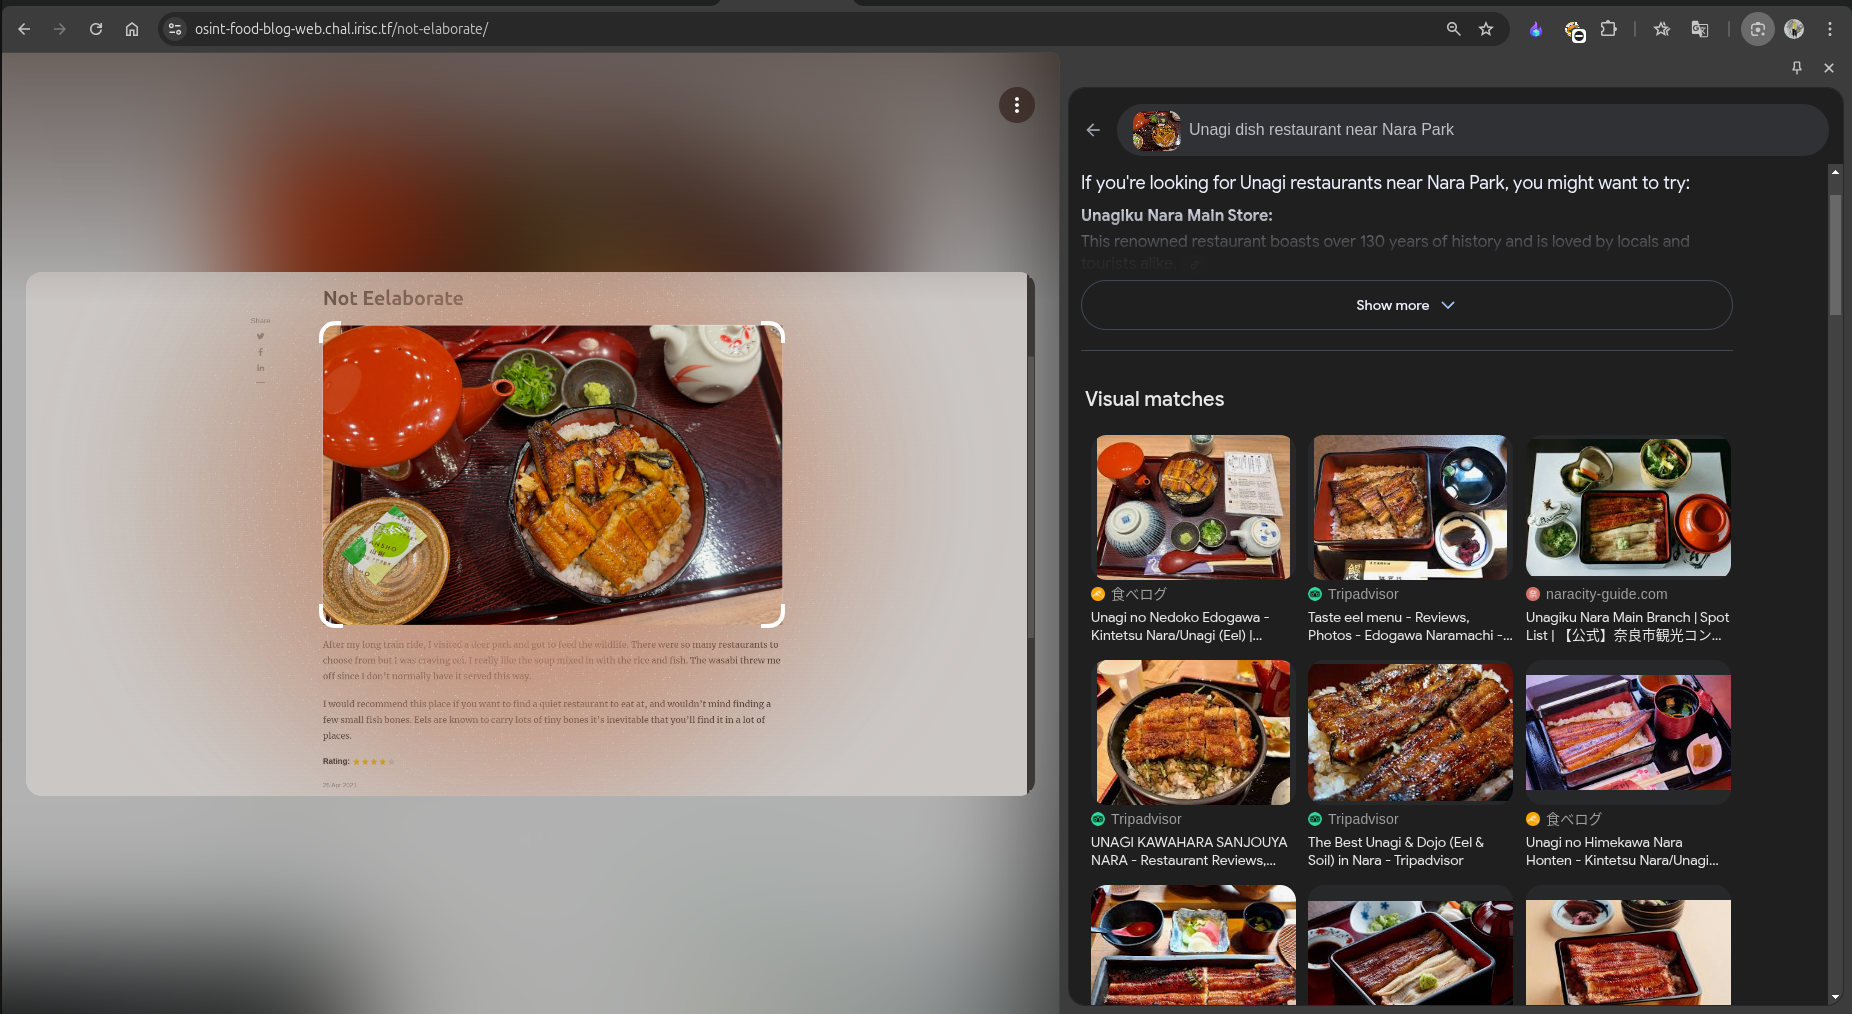 osint-food-blog-web.chal.irisc.tf/not-elaborate/
Not Eelaborate
Share
After my long train ride, I visited a deer park and got to feed the wildlife. There were so many restaurants to
choose from but I was craving eel. I really like the soup mixed in with the rice and fish. The wasabi threw me
off since I don't normally have it served this way.
I would recommend this place if you want to find a quiet restaurant to eat at, and wouldn't mind finding a
few small fish bones. Eels are known to carry lots of tiny bones it's inevitable that you'll find it in a lot of
places.
Rating:
Unagi dish restaurant near Nara Park
If you're looking for Unagi restaurants near Nara Park, you might want to try:
Unagiku Nara Main Store:
This renowned restaurant boasts over 130 years of history and is loved by locals and
tourists alike.
Show more
Visual matches
食べログ
Unagi no Nedoko Edogawa -
Kintetsu Nara/Unagi (Eel) |...
Tripadvisor
Taste eel menu - Reviews,
Photos - Edogawa Naramachi -...
naracity-guide.com
Unagiku Nara Main Branch | Spot
List | 【公式】奈良市観光コン...
Tripadvisor
UNAGI KAWAHARA SANJOUYA
NARA - Restaurant Reviews,...
Tripadvisor
The Best Unagi & Dojo (Eel &
Soil) in Nara - Tripadvisor
食べログ
Unagi no Himekawa Nara
Honten - Kintetsu Nara/Unagi...